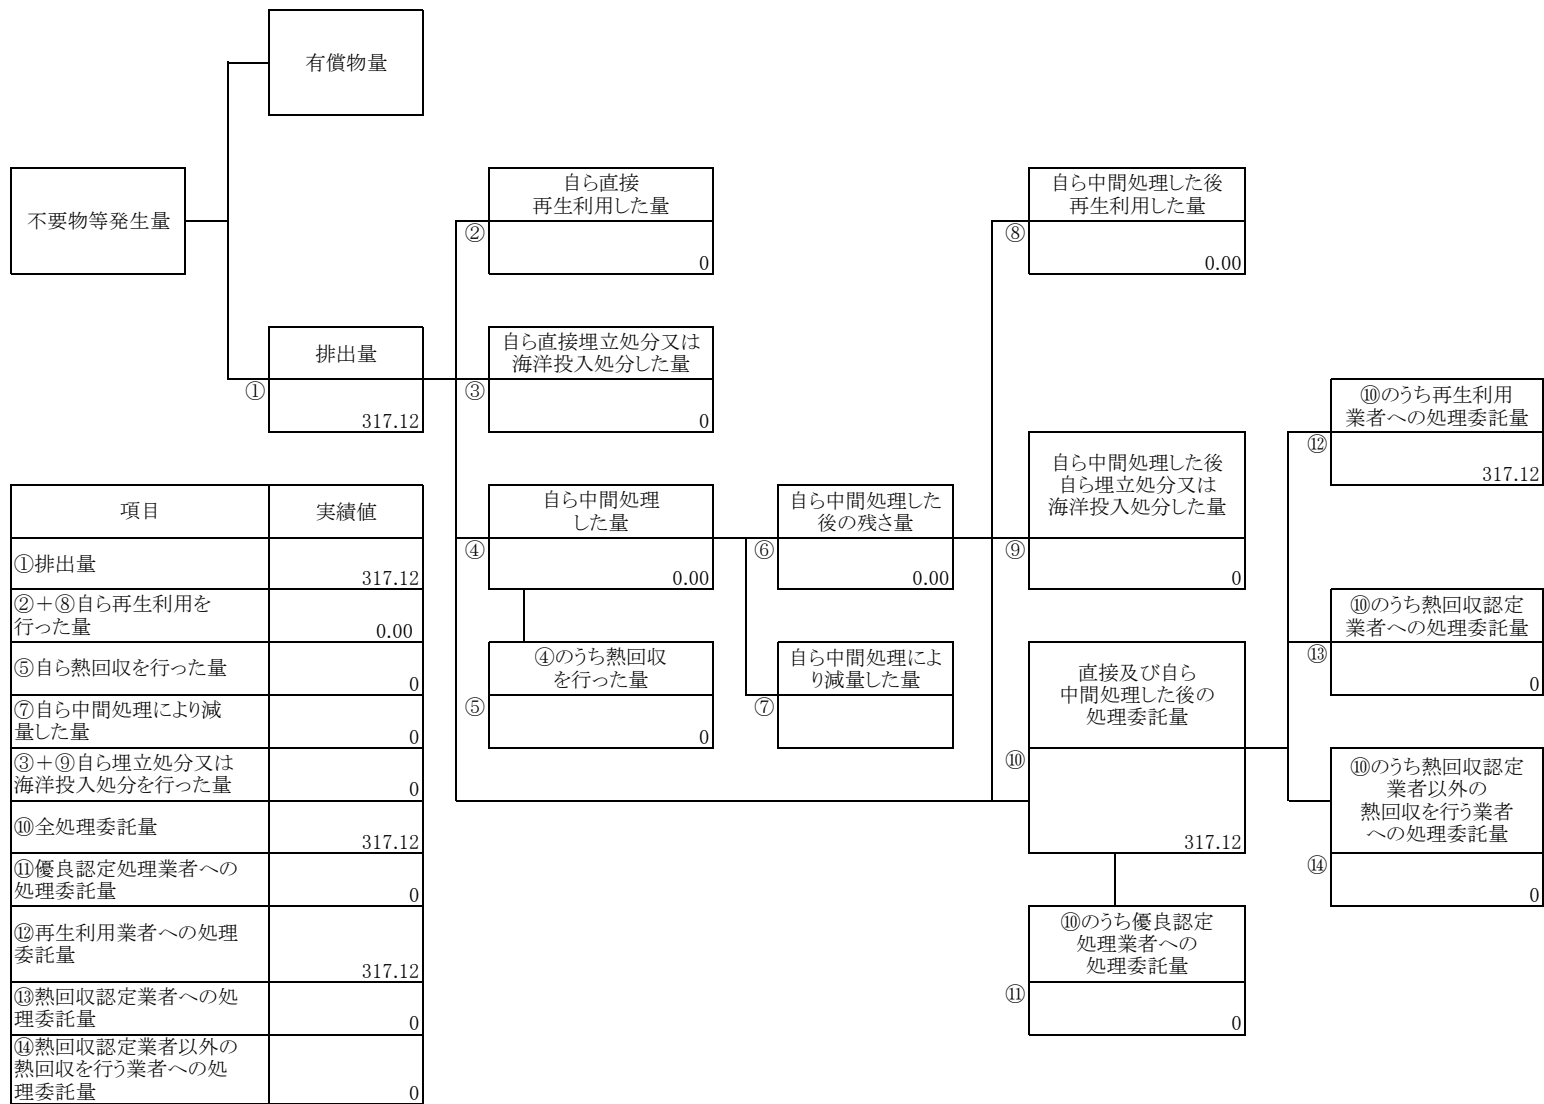 有償物量
不要物等発生量
自ら直接
再生利用した量
②
0
自ら中間処理した後
再生利用した量
⑧
0.00
排出量
①
317.12
自ら直接埋立処分又は
海洋投入処分した量
③
0
⑩のうち再生利用
業者への処理委託量
⑫
317.12
自ら中間処理した後
自ら埋立処分又は
海洋投入処分した量
⑨
0
自ら中間処理
した量
④
0.00
自ら中間処理した
後の残さ量
⑥
0.00
⑩のうち熱回収認定
業者への処理委託量
⑬
0
④のうち熱回収
を行った量
⑤
0
自ら中間処理によ
り減量した量
⑦
直接及び自ら
中間処理した後の
処理委託量
⑩
317.12
⑩のうち熱回収認定
業者以外の
熱回収を行う業者
への処理委託量
⑭
0
⑩のうち優良認定
処理業者への
処理委託量
⑪
0
項目
実績値
①排出量
317.12
②+⑧自ら再生利用を
行った量
0.00
⑤自ら熱回収を行った量
0
⑦自ら中間処理により減
量した量
0
③+⑨自ら埋立処分又は
海洋投入処分を行った量
0
⑩全処理委託量
317.12
⑪優良認定処理業者への
処理委託量
0
⑫再生利用業者への処理
委託量
317.12
⑬熱回収認定業者への処
理委託量
0
⑭熱回収認定業者以外の
熱回収を行う業者への処
理委託量
0